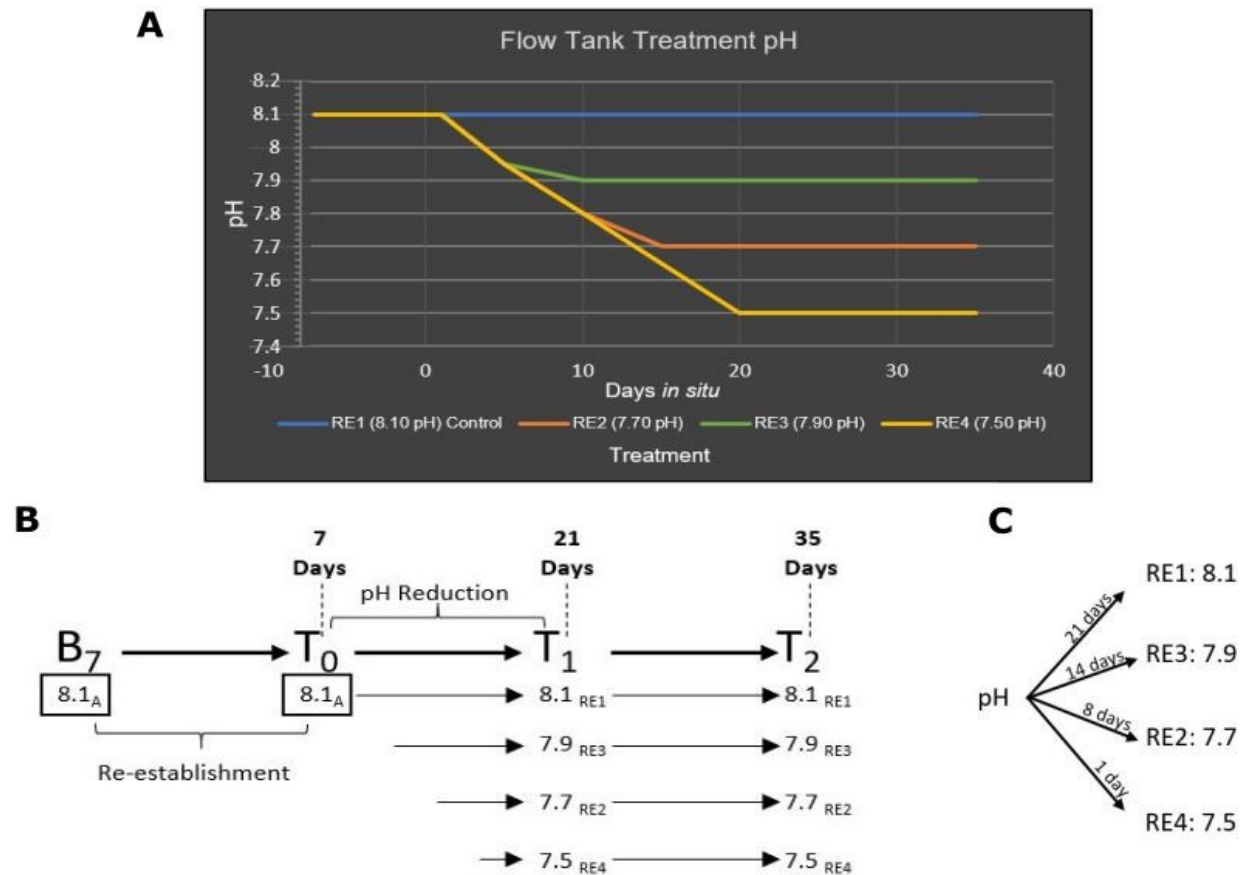 A
Flow Tank Treatment pH
8.2
8.1
8
7.9
7.8
7.7
7.6
7.5
7.4
pH
-10 0 10 20 30 40
Days in situ
RE1 (8.10 pH) Control RE2 (7.70 pH) RE3 (7.90 pH) RE4 (7.50 pH)
Treatment
B
7 Days
21 Days
35 Days
pH Reduction
B7 T0 T1 T2
8.1A 8.1A 8.1 RE1 8.1 RE1
Re-establishment
7.9 RE3 7.9 RE3
7.7 RE2 7.7 RE2
7.5 RE4 7.5 RE4
C
pH
21 days
RE1: 8.1
14 days
RE3: 7.9
8 days
RE2: 7.7
1 day
RE4: 7.5